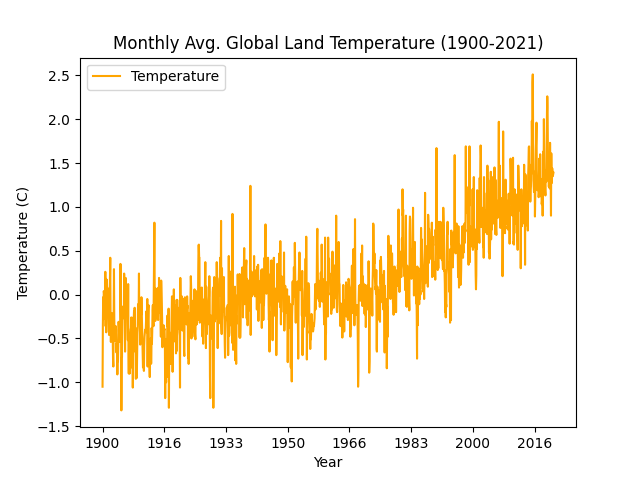 Monthly Avg. Global Land Temperature (1900-2021)
Temperature
Temperature (C)
2.5
2.0
1.5
1.0
0.5
0.0
−0.5
−1.0
−1.5
1900 1916 1933 1950 1966 1983 2000 2016
Year